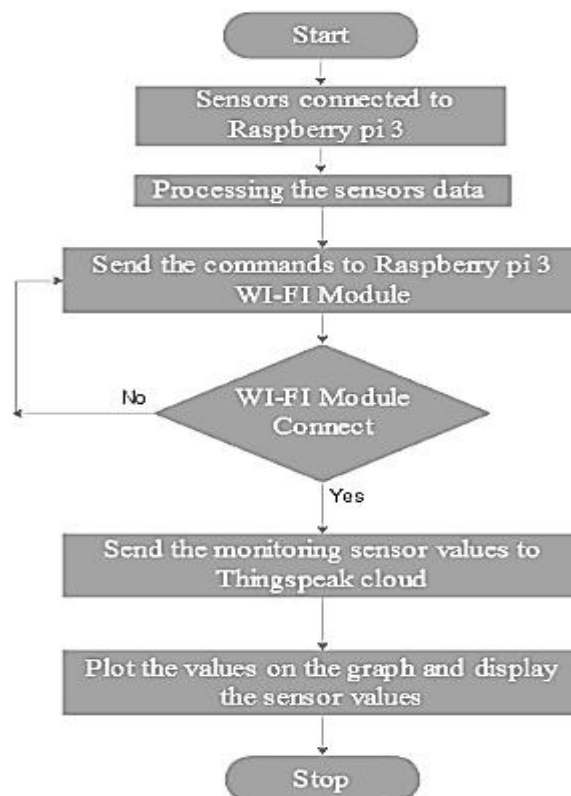 Start
Sensors connected to
Raspberry pi 3
Processing the sensors data
Send the commands to Raspberry pi 3
WI-FI Module
No
WI-FI Module
Connect
Yes
Send the monitoring sensor values to
Thingspeak cloud
Plot the values on the graph and display
the sensor values
Stop